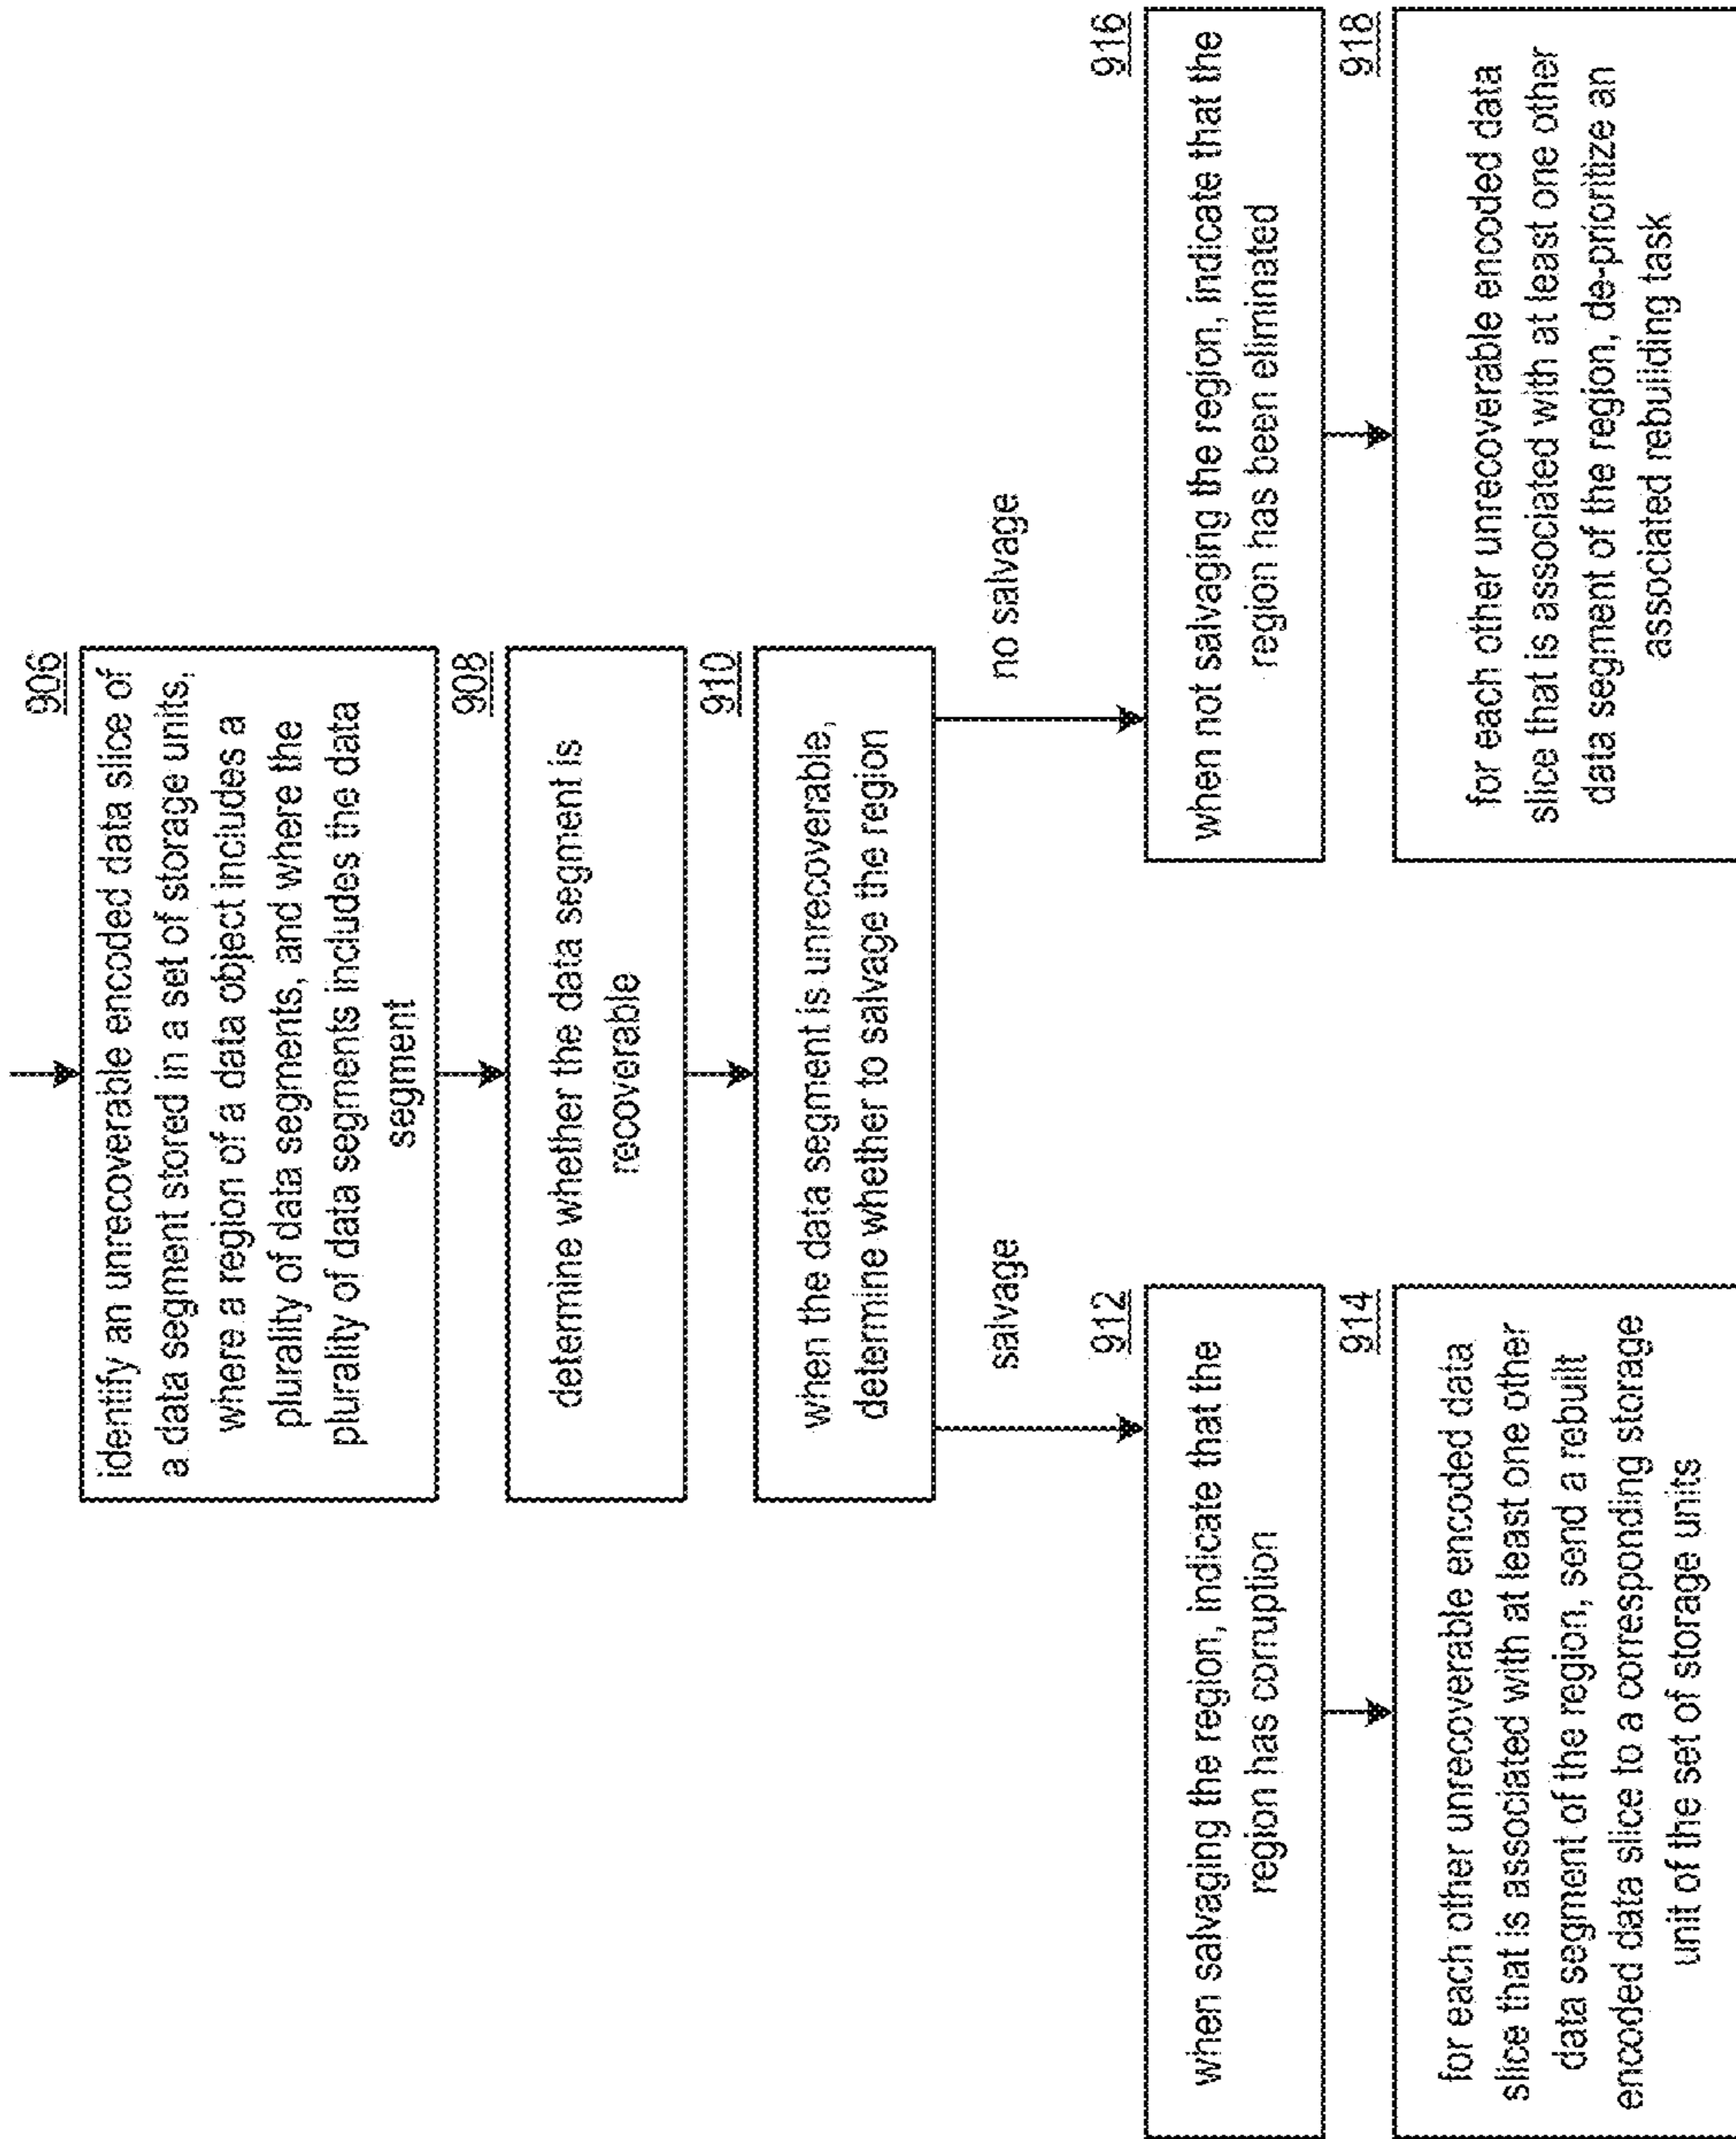 906
identify an unrecoverable encoded data slice of
a data segment stored in a set of storage units,
where a region of a data object includes a
plurality of data segments, and where the
plurality of data segments includes the data
segment
908
determine whether the data segment is
recoverable
910
when the data segment is unrecoverable,
determine whether to salvage the region
salvage
no salvage
912
when salvaging the region, indicate that the
region has corruption
914
for each other unrecoverable encoded data
slice that is associated with at least one other
data segment of the region, send a rebuilt
encoded data slice to a corresponding storage
unit of the set of storage units
916
when not salvaging the region, indicate that the
region has been eliminated
918
for each other unrecoverable encoded data
slice that is associated with at least one other
data segment of the region, de-prioritize an
associated rebuilding task